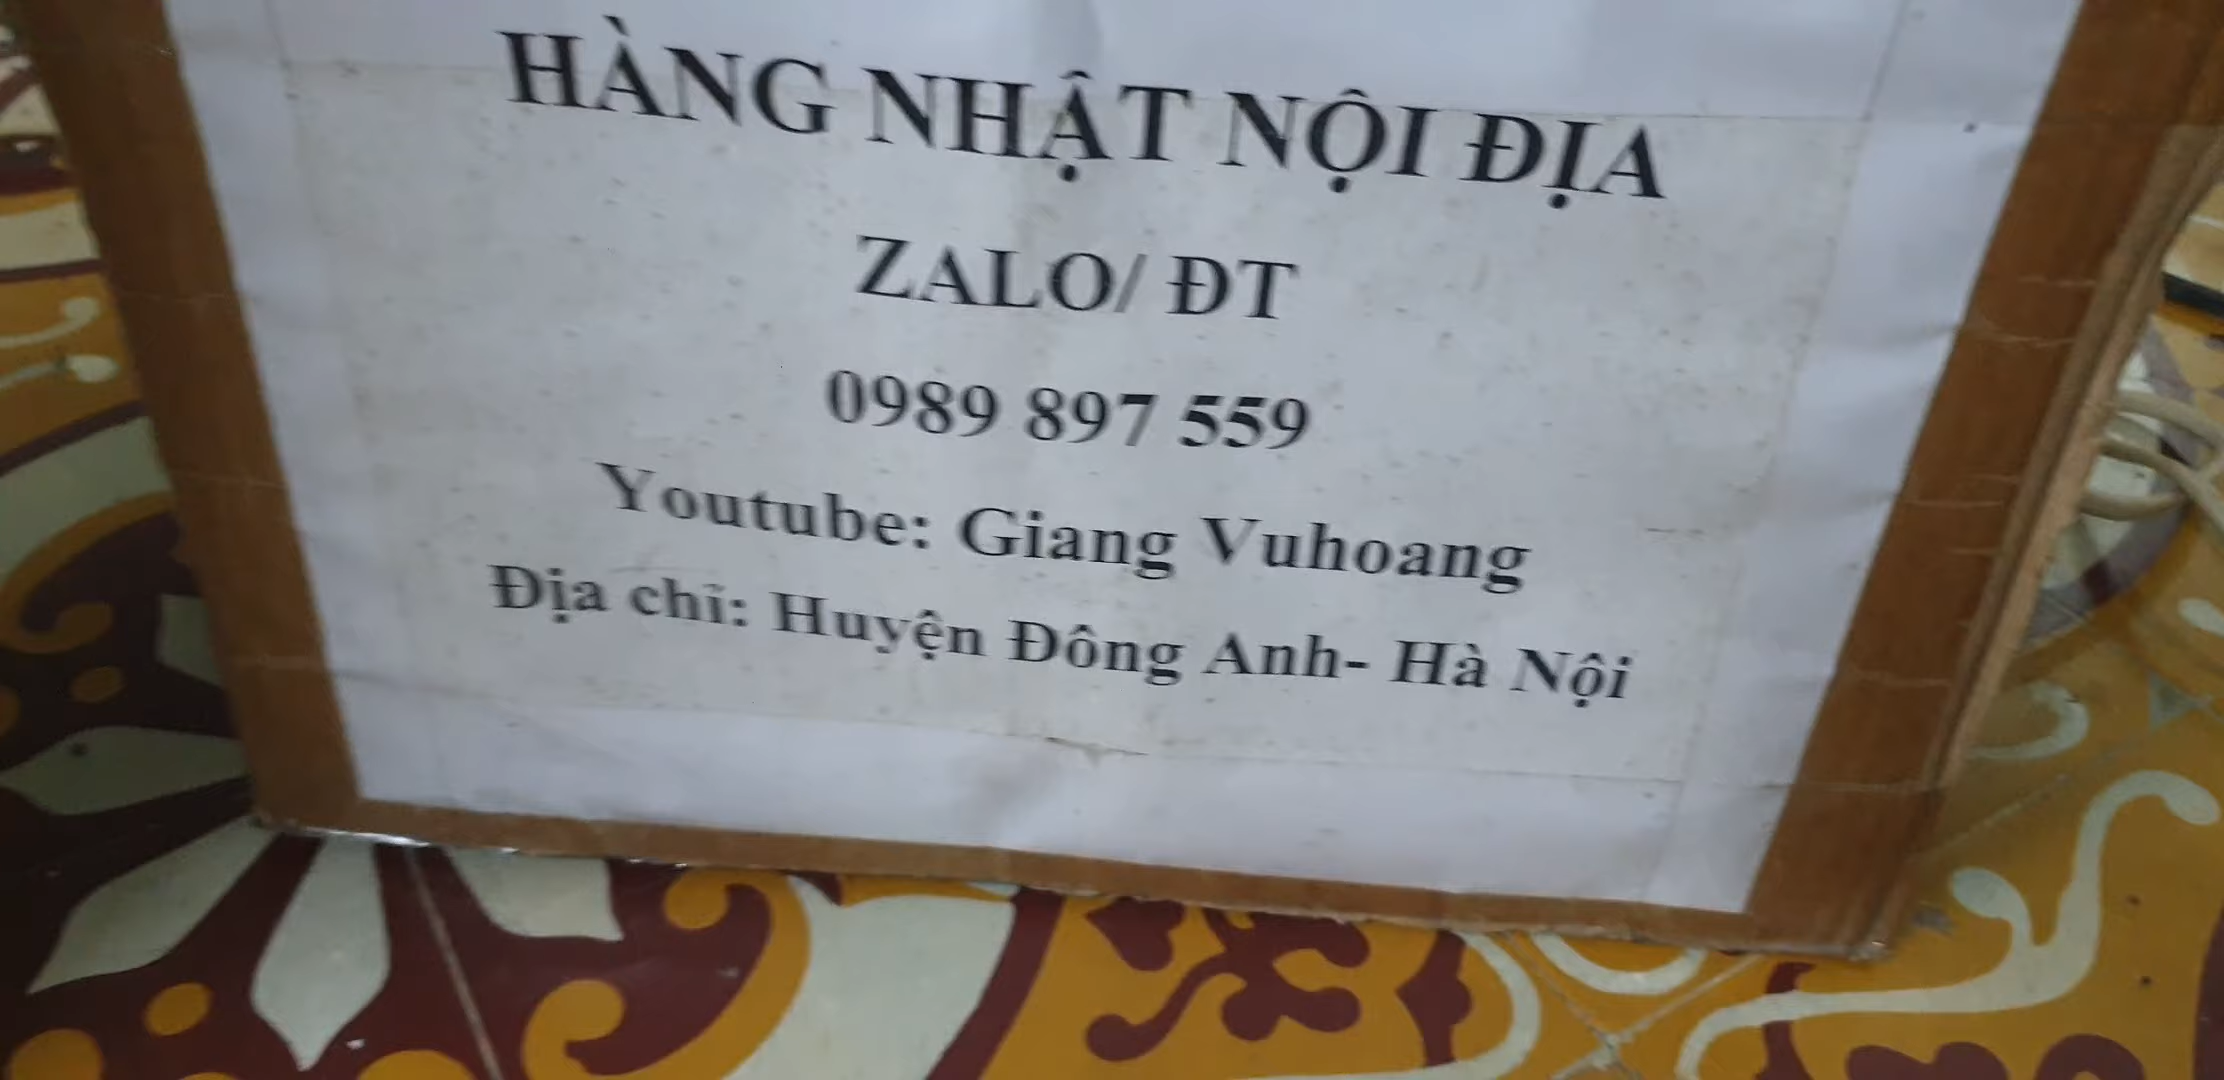 HÀNG NHẬT NỘI ĐỊA
ZALO/ ĐT
0989 897 559
Youtube: Giang Vuhoang
Địa chỉ: Huyện Đông Anh- Hà Nội